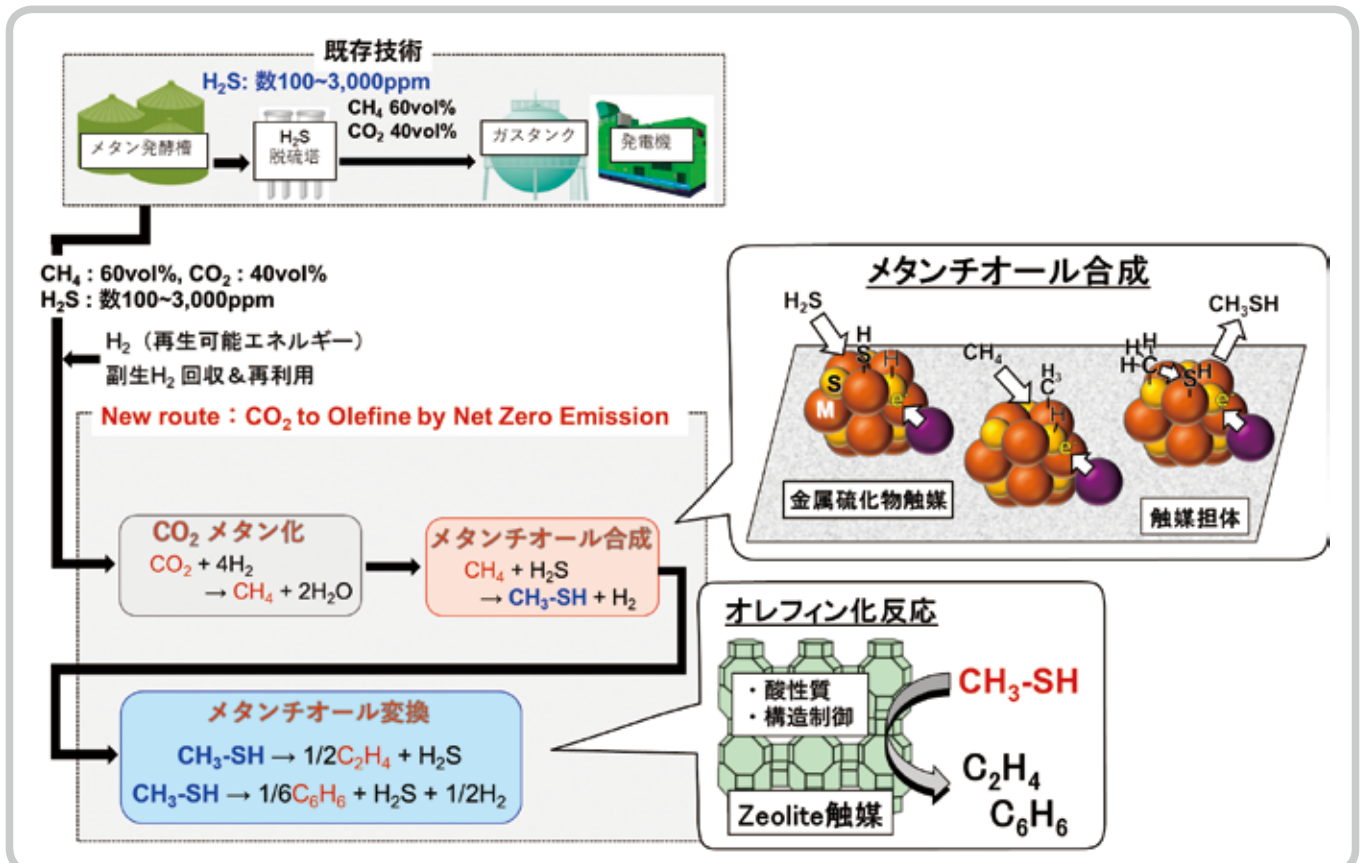 既存技術
H₂S: 数100~3,000ppm
CH₄ 60vol%
CO₂ 40vol%
メタン発酵槽
H₂S
脱硫塔
ガスタンク
発電機
CH₄ : 60vol%, CO₂ : 40vol%
H₂S : 数100~3,000ppm
H₂（再生可能エネルギー）
副生H₂ 回収＆再利用
New route：CO₂ to Olefine by Net Zero Emission
CO₂ メタン化
CO₂ + 4H₂
→ CH₄ + 2H₂O
メタンチオール合成
CH₄ + H₂S
→ CH₃-SH + H₂
メタンチオール変換
CH₃-SH → 1/2C₂H₄ + H₂S
CH₃-SH → 1/6C₆H₆ + H₂S + 1/2H₂
メタンチオール合成
H₂S
H
S
H
S
M
e
CH₄
H₃
C
H
e
CH₃SH
H
H
H
C
S
H
e
金属硫化物触媒
触媒担体
オレフィン化反応
・酸性質
・構造制御
Zeolite触媒
CH₃-SH
C₂H₄
C₆H₆